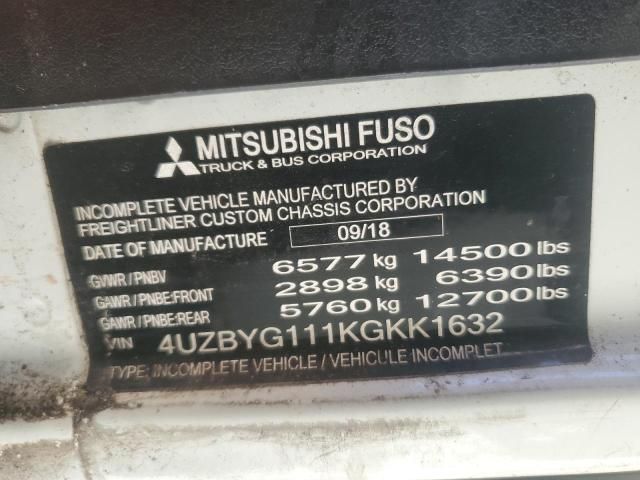 MITSUBISHI FUSO
TRUCK & BUS CORPORATION
INCOMPLETE VEHICLE MANUFACTURED BY
FREIGHTLINER CUSTOM CHASSIS CORPORATION
DATE OF MANUFACTURE 09/18
GVWR / PNBV 6577 kg 14500 lbs
GAWR / PNBE:FRONT 2898 kg 6390 lbs
GAWR / PNBE:REAR 5760 kg 12700 lbs
VIN 4UZBYG111KGKK1632
TYPE: INCOMPLETE VEHICLE / VEHICULE INCOMPLET